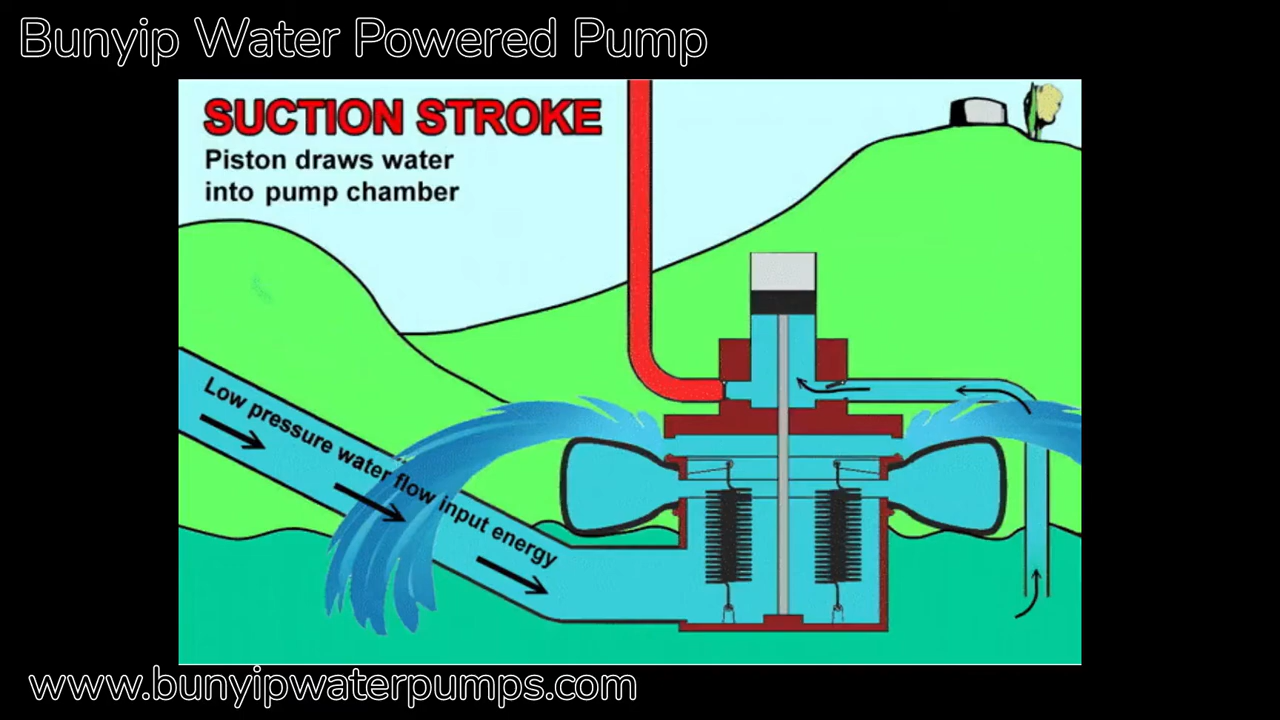 Bunyip Water Powered Pump
SUCTION STROKE
Piston draws water
into pump chamber
Low pressure water flow input energy
www.bunyipwaterpumps.com